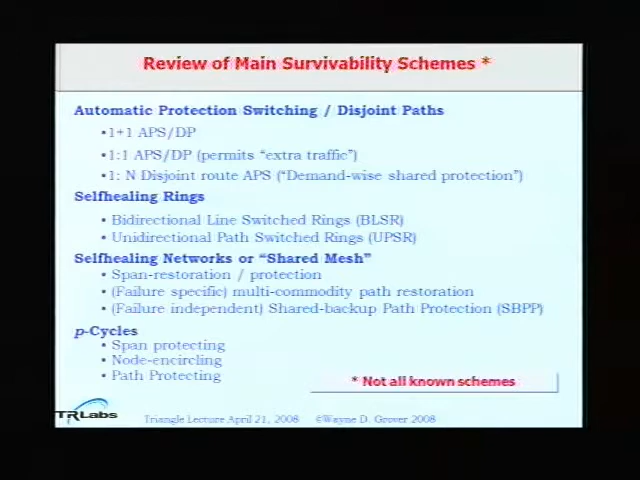 Review of Main Survivability Schemes *
Automatic Protection Switching / Disjoint Paths
•1+1 APS/DP
•1:1 APS/DP (permits “extra traffic”)
•1: N Disjoint route APS (“Demand-wise shared protection”)
Selfhealing Rings
• Bidirectional Line Switched Rings (BLSR)
• Unidirectional Path Switched Rings (UPSR)
Selfhealing Networks or “Shared Mesh”
• Span-restoration / protection
• (Failure specific) multi-commodity path restoration
• (Failure independent) Shared-backup Path Protection (SBPP)
p-Cycles
• Span protecting
• Node-encircling
• Path Protecting
* Not all known schemes
TRLabs
Triangle Lecture April 21, 2008 ©Wayne D. Grover 2008